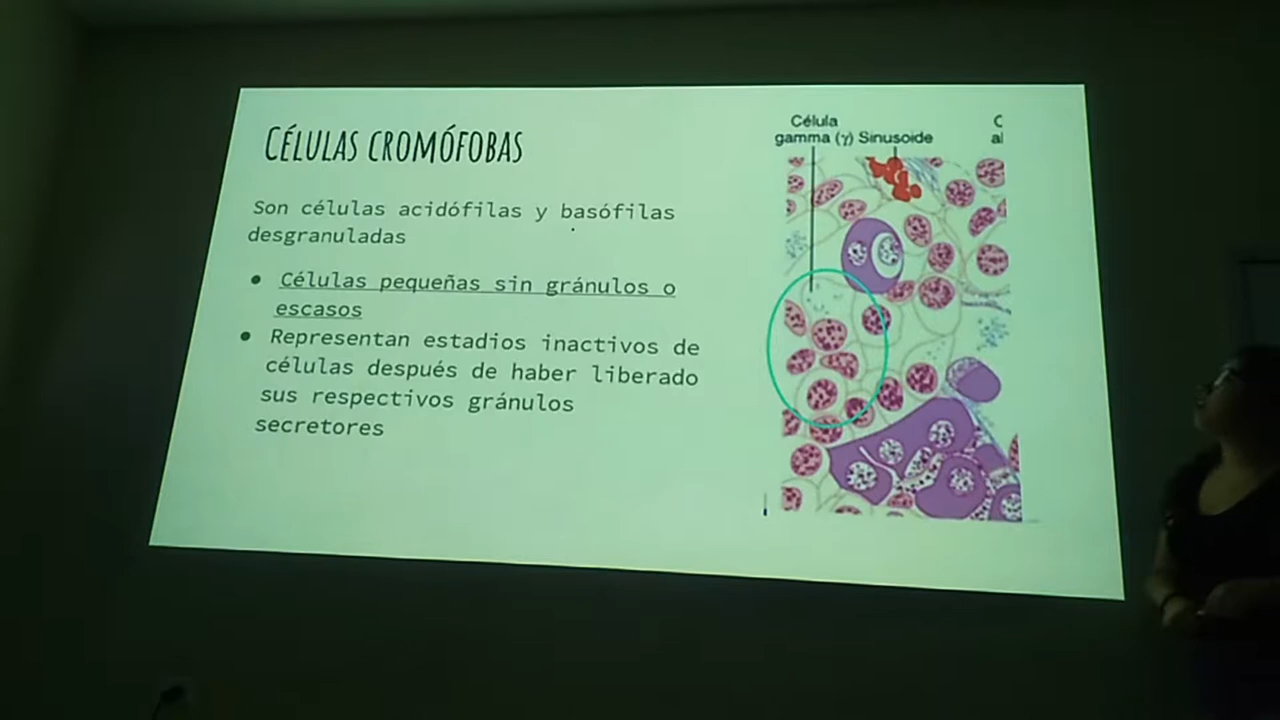 CÉLULAS CROMÓFOBAS
Son células acidófilas y basófilas
desgranuladas
● Células pequeñas sin gránulos o
escasos
● Representan estadios inactivos de
células después de haber liberado
sus respectivos gránulos
secretores
Célula
gamma (γ) Sinusoide
C
al